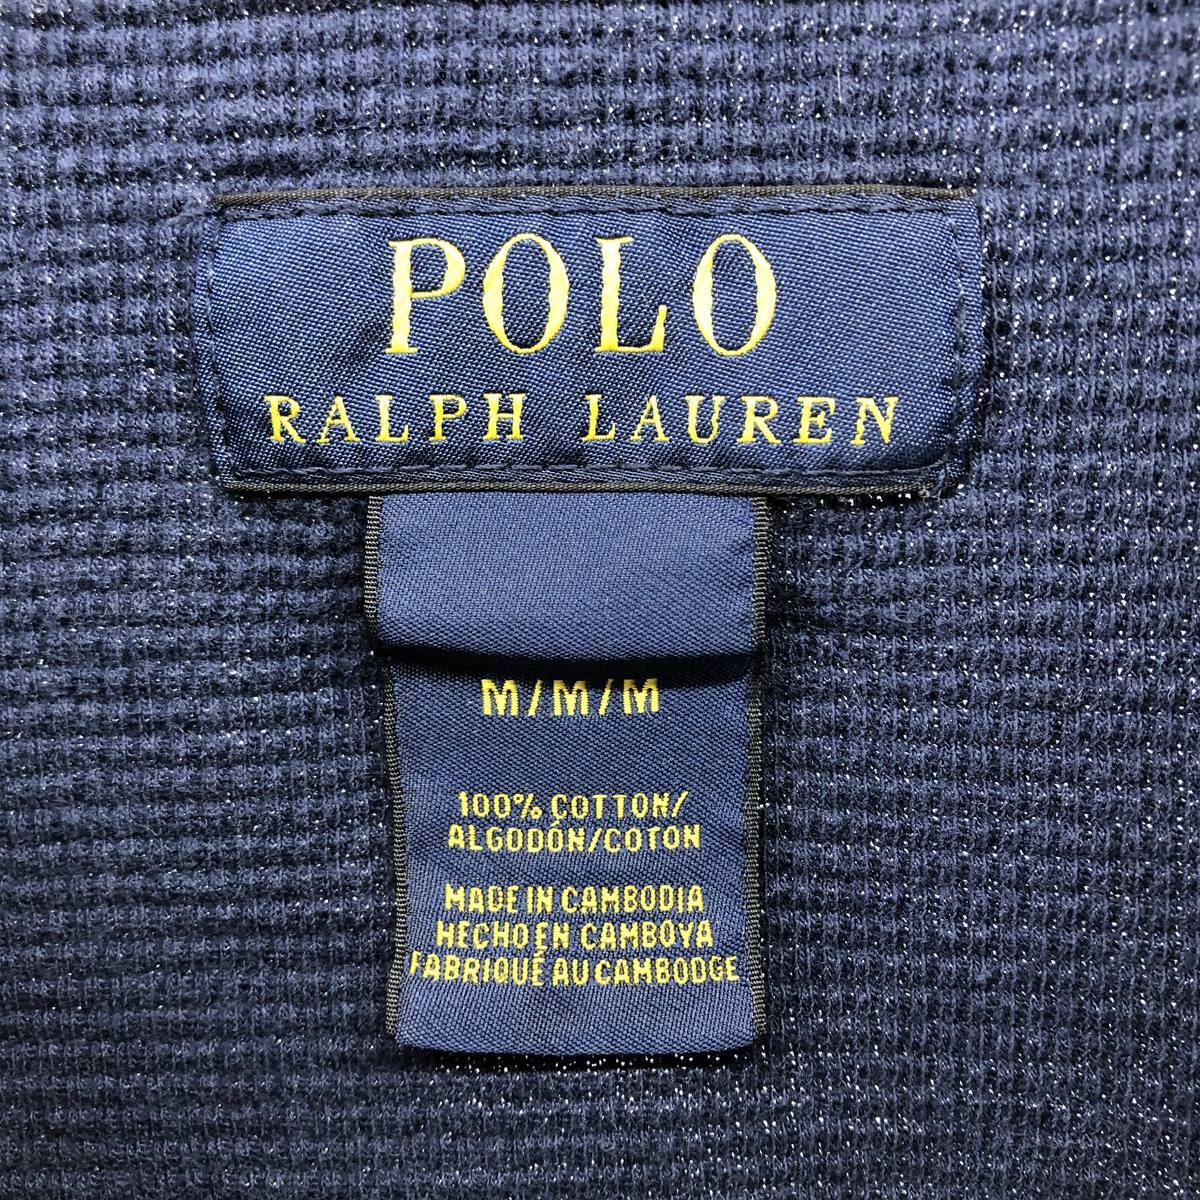 POLO
RALPH LAUREN
M/M/M
100% COTTON/
ALGODÓN/COTON
MADE IN CAMBODIA
HECHO EN CAMBOYA
FABRIQUÉ AU CAMBODGE